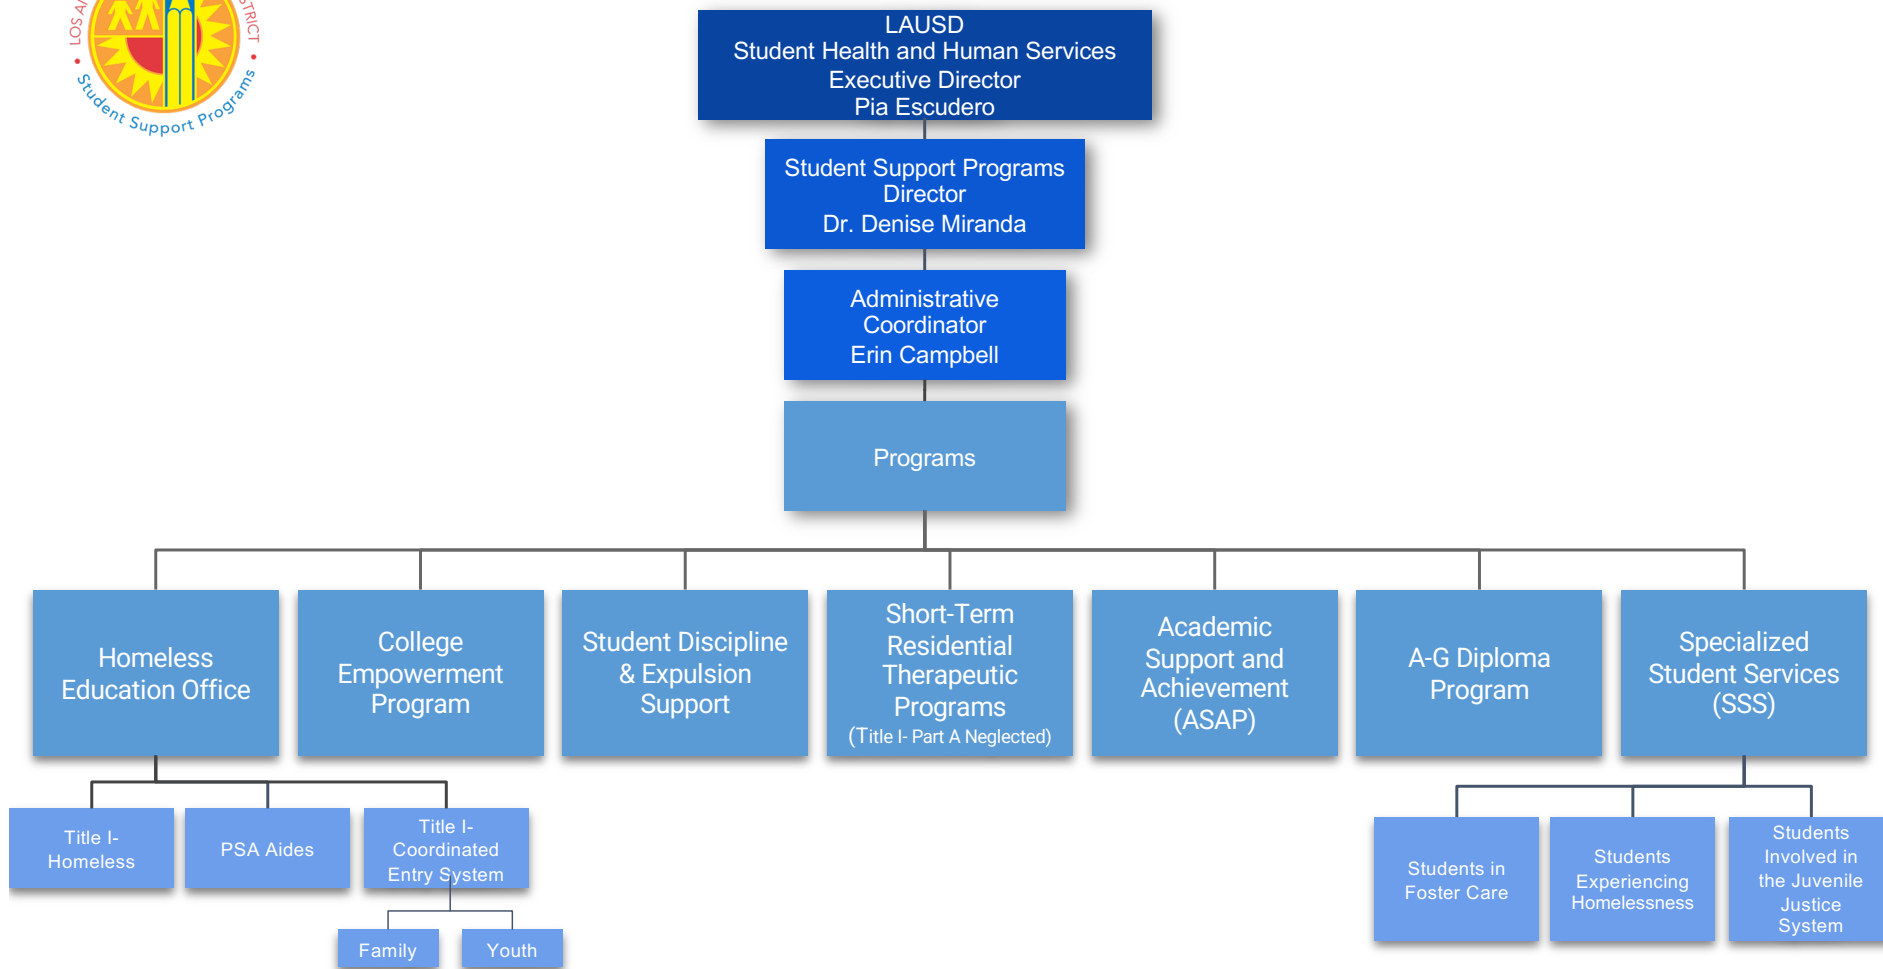 LOS A
STRICT
Student Support Programs
LAUSD
Student Health and Human Services
Executive Director
Pia Escudero
Student Support Programs
Director
Dr. Denise Miranda
Administrative
Coordinator
Erin Campbell
Programs
Homeless
Education Office
College
Empowerment
Program
Student Discipline
& Expulsion
Support
Short-Term
Residential
Therapeutic
Programs
(Title I- Part A Neglected)
Academic
Support and
Achievement
(ASAP)
A-G Diploma
Program
Specialized
Student Services
(SSS)
Title I-
Homeless
PSA Aides
Title I-
Coordinated
Entry System
Family
Youth
Students in
Foster Care
Students
Experiencing
Homelessness
Students
Involved in
the Juvenile
Justice
System